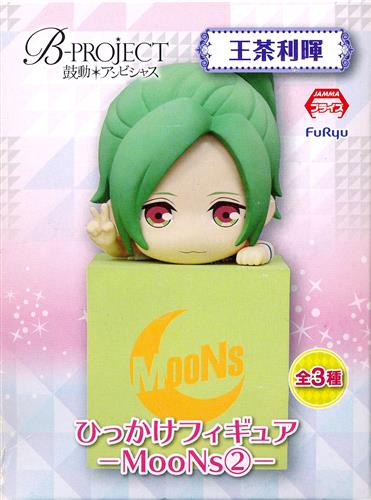 B-PROJECT
鼓動*アンビシャス
王茶利暉
JAMMA
プライズ
FuRyu
MooNs
全3種
ひっかけフィギュア
－MooNs②－